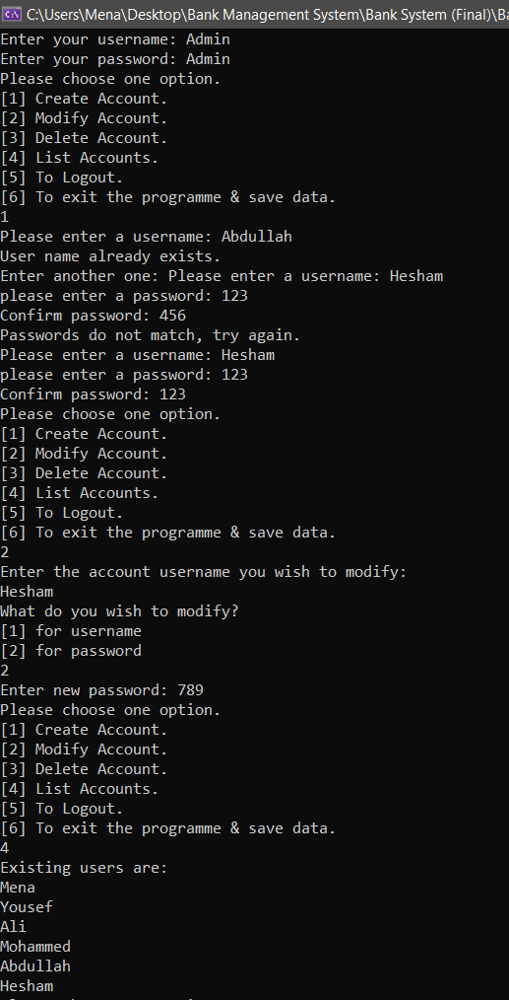 C:\Users\Mena\Desktop\Bank Management System\Bank System (Final)\Ba
Enter your username: Admin
Enter your password: Admin
Please choose one option.
[1] Create Account.
[2] Modify Account.
[3] Delete Account.
[4] List Accounts.
[5] To Logout.
[6] To exit the programme & save data.
1
Please enter a username: Abdullah
User name already exists.
Enter another one: Please enter a username: Hesham
please enter a password: 123
Confirm password: 456
Passwords do not match, try again.
Please enter a username: Hesham
please enter a password: 123
Confirm password: 123
Please choose one option.
[1] Create Account.
[2] Modify Account.
[3] Delete Account.
[4] List Accounts.
[5] To Logout.
[6] To exit the programme & save data.
2
Enter the account username you wish to modify:
Hesham
What do you wish to modify?
[1] for username
[2] for password
2
Enter new password: 789
Please choose one option.
[1] Create Account.
[2] Modify Account.
[3] Delete Account.
[4] List Accounts.
[5] To Logout.
[6] To exit the programme & save data.
4
Existing users are:
Mena
Yousef
Ali
Mohammed
Abdullah
Hesham